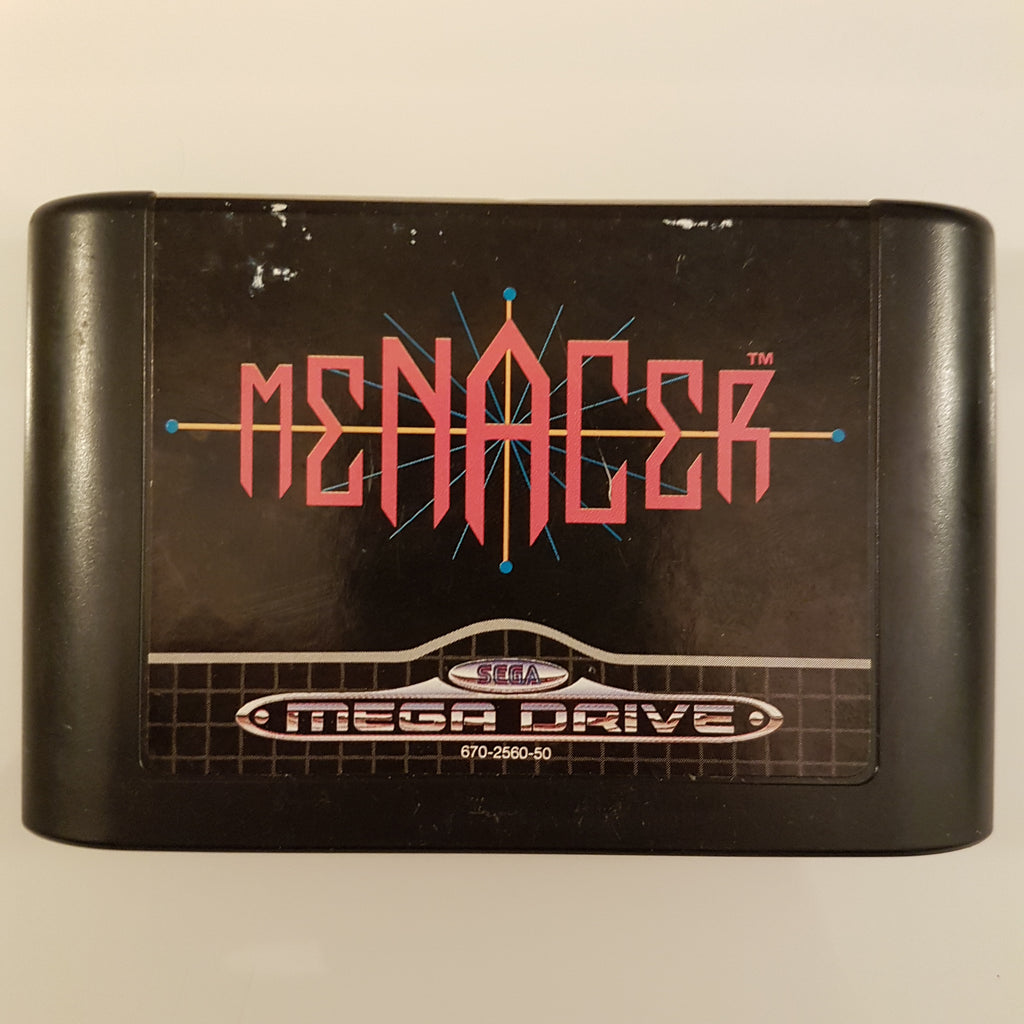 MENACER™
SEGA
MEGA DRIVE
670-2560-50